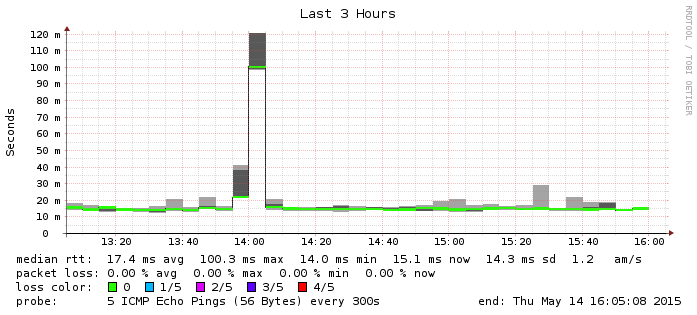 Last 3 Hours
RRDTOOL / TOBI OETIKER
Seconds
120 m
110 m
100 m
90 m
80 m
70 m
60 m
50 m
40 m
30 m
20 m
10 m
0
13:20 13:40 14:00 14:20 14:40 15:00 15:20 15:40 16:00
median rtt: 17.4 ms avg 100.3 ms max 14.0 ms min 15.1 ms now 14.3 ms sd 1.2 am/s
packet loss: 0.00 % avg 0.00 % max 0.00 % min 0.00 % now
loss color: 0 1/5 2/5 3/5 4/5
probe: 5 ICMP Echo Pings (56 Bytes) every 300s end: Thu May 14 16:05:08 2015